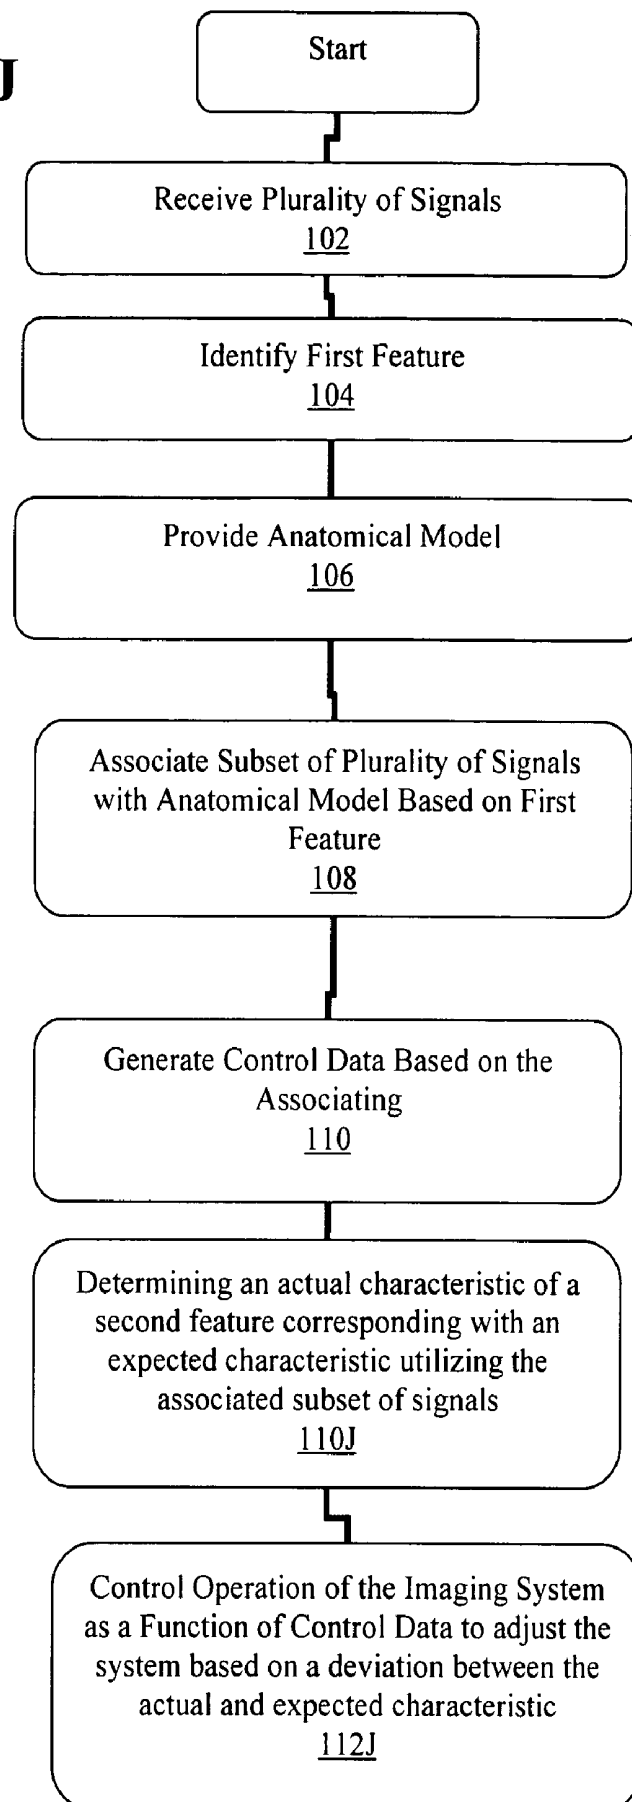 J
Start
Receive Plurality of Signals
102
Identify First Feature
104
Provide Anatomical Model
106
Associate Subset of Plurality of Signals
with Anatomical Model Based on First
Feature
108
Generate Control Data Based on the
Associating
110
Determining an actual characteristic of a
second feature corresponding with an
expected characteristic utilizing the
associated subset of signals
110J
Control Operation of the Imaging System
as a Function of Control Data to adjust the
system based on a deviation between the
actual and expected characteristic
112J